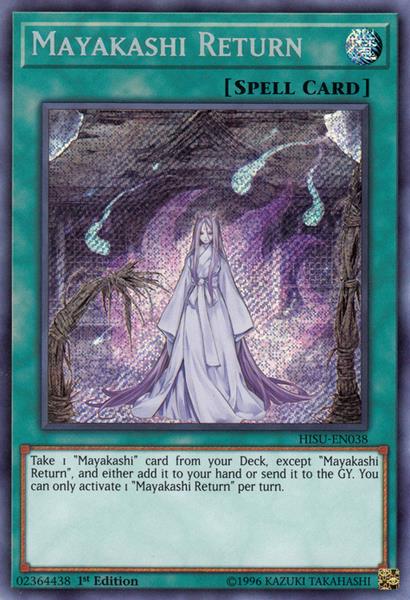 Mayakashi Return
[Spell Card]
HISU-EN038
Take 1 "Mayakashi" card from your Deck, except "Mayakashi
Return", and either add it to your hand or send it to the GY. You
can only activate 1 "Mayakashi Return" per turn.
02364438 1st Edition ©1996 KAZUKI TAKAHASHI